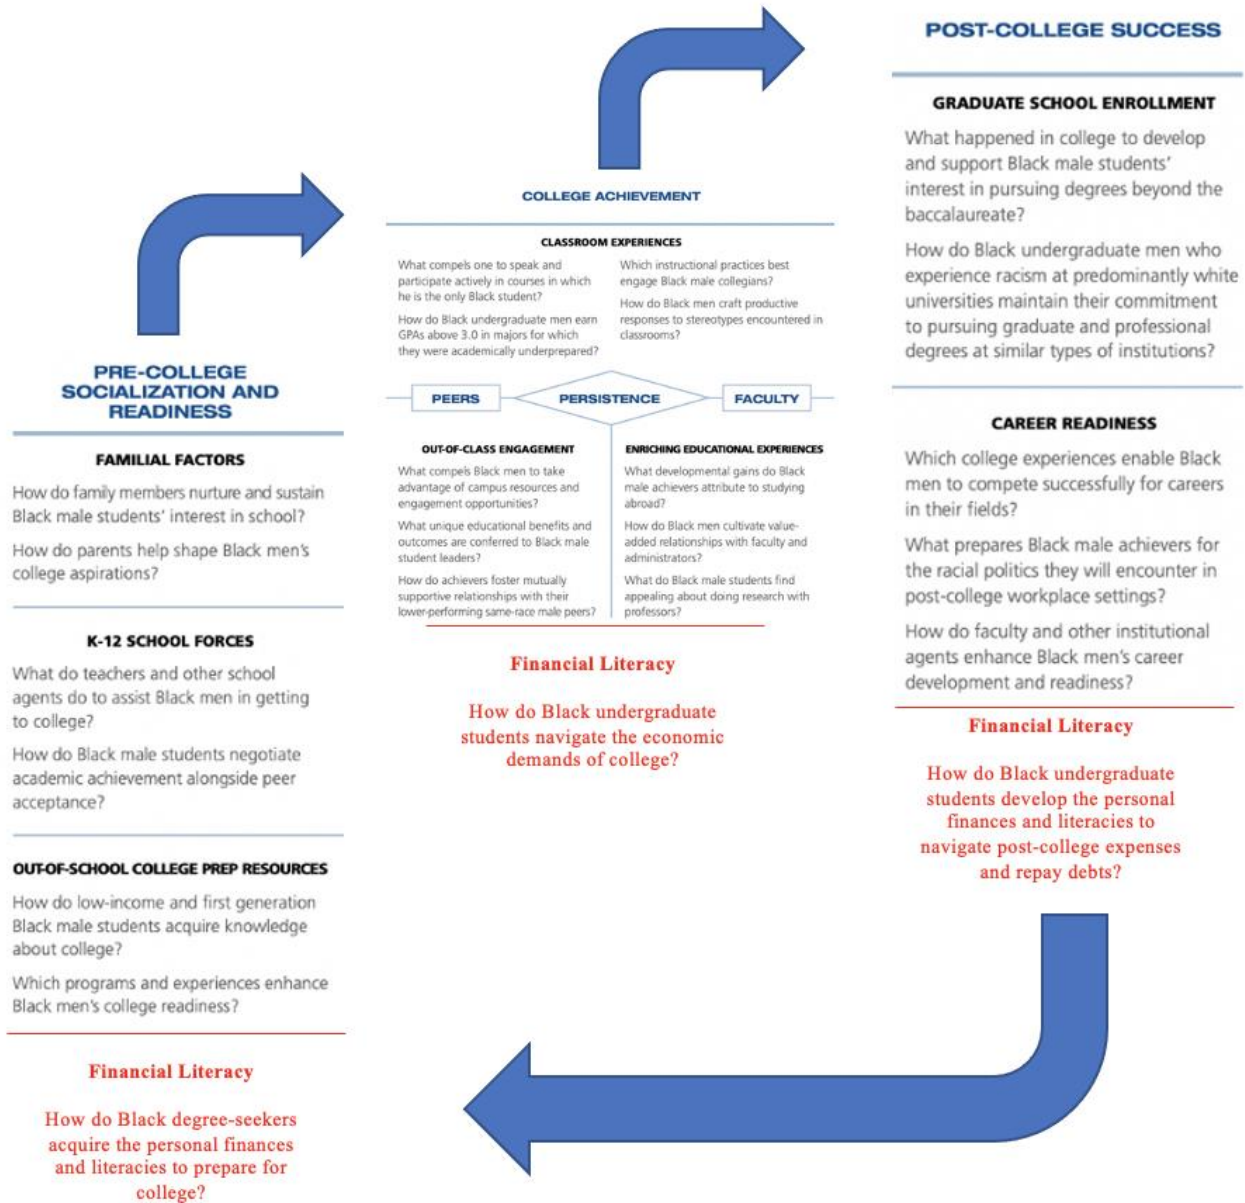 PRE-COLLEGE
SOCIALIZATION AND
READINESS
FAMILIAL FACTORS
How do family members nurture and sustain
Black male students' interest in school?
How do parents help shape Black men's
college aspirations?
K-12 SCHOOL FORCES
What do teachers and other school
agents do to assist Black men in getting
to college?
How do Black male students negotiate
academic achievement alongside peer
acceptance?
OUT-OF-SCHOOL COLLEGE PREP RESOURCES
How do low-income and first generation
Black male students acquire knowledge
about college?
Which programs and experiences enhance
Black men's college readiness?
Financial Literacy
How do Black degree-seekers
acquire the personal finances
and literacies to prepare for
college?
COLLEGE ACHIEVEMENT
CLASSROOM EXPERIENCES
What compels one to speak and
participate actively in courses in which
he is the only Black student?
How do Black undergraduate men earn
GPAs above 3.0 in majors for which
they were academically underprepared?
Which instructional practices best
engage Black male collegians?
How do Black men craft productive
responses to stereotypes encountered in
classrooms?
PEERS
PERSISTENCE
FACULTY
OUT-OF-CLASS ENGAGEMENT
What compels Black men to take
advantage of campus resources and
engagement opportunities?
What unique educational benefits and
outcomes are conferred to Black male
student leaders?
How do achievers foster mutually
supportive relationships with their
lower-performing same-race male peers?
ENRICHING EDUCATIONAL EXPERIENCES
What developmental gains do Black
male achievers attribute to studying
abroad?
How do Black men cultivate value-
added relationships with faculty and
administrators?
What do Black male students find
appealing about doing research with
professors?
Financial Literacy
How do Black undergraduate
students navigate the economic
demands of college?
POST-COLLEGE SUCCESS
GRADUATE SCHOOL ENROLLMENT
What happened in college to develop
and support Black male students'
interest in pursuing degrees beyond the
baccalaureate?
How do Black undergraduate men who
experience racism at predominantly white
universities maintain their commitment
to pursuing graduate and professional
degrees at similar types of institutions?
CAREER READINESS
Which college experiences enable Black
men to compete successfully for careers
in their fields?
What prepares Black male achievers for
the racial politics they will encounter in
post-college workplace settings?
How do faculty and other institutional
agents enhance Black men's career
development and readiness?
Financial Literacy
How do Black undergraduate
students develop the personal
finances and literacies to
navigate post-college expenses
and repay debts?